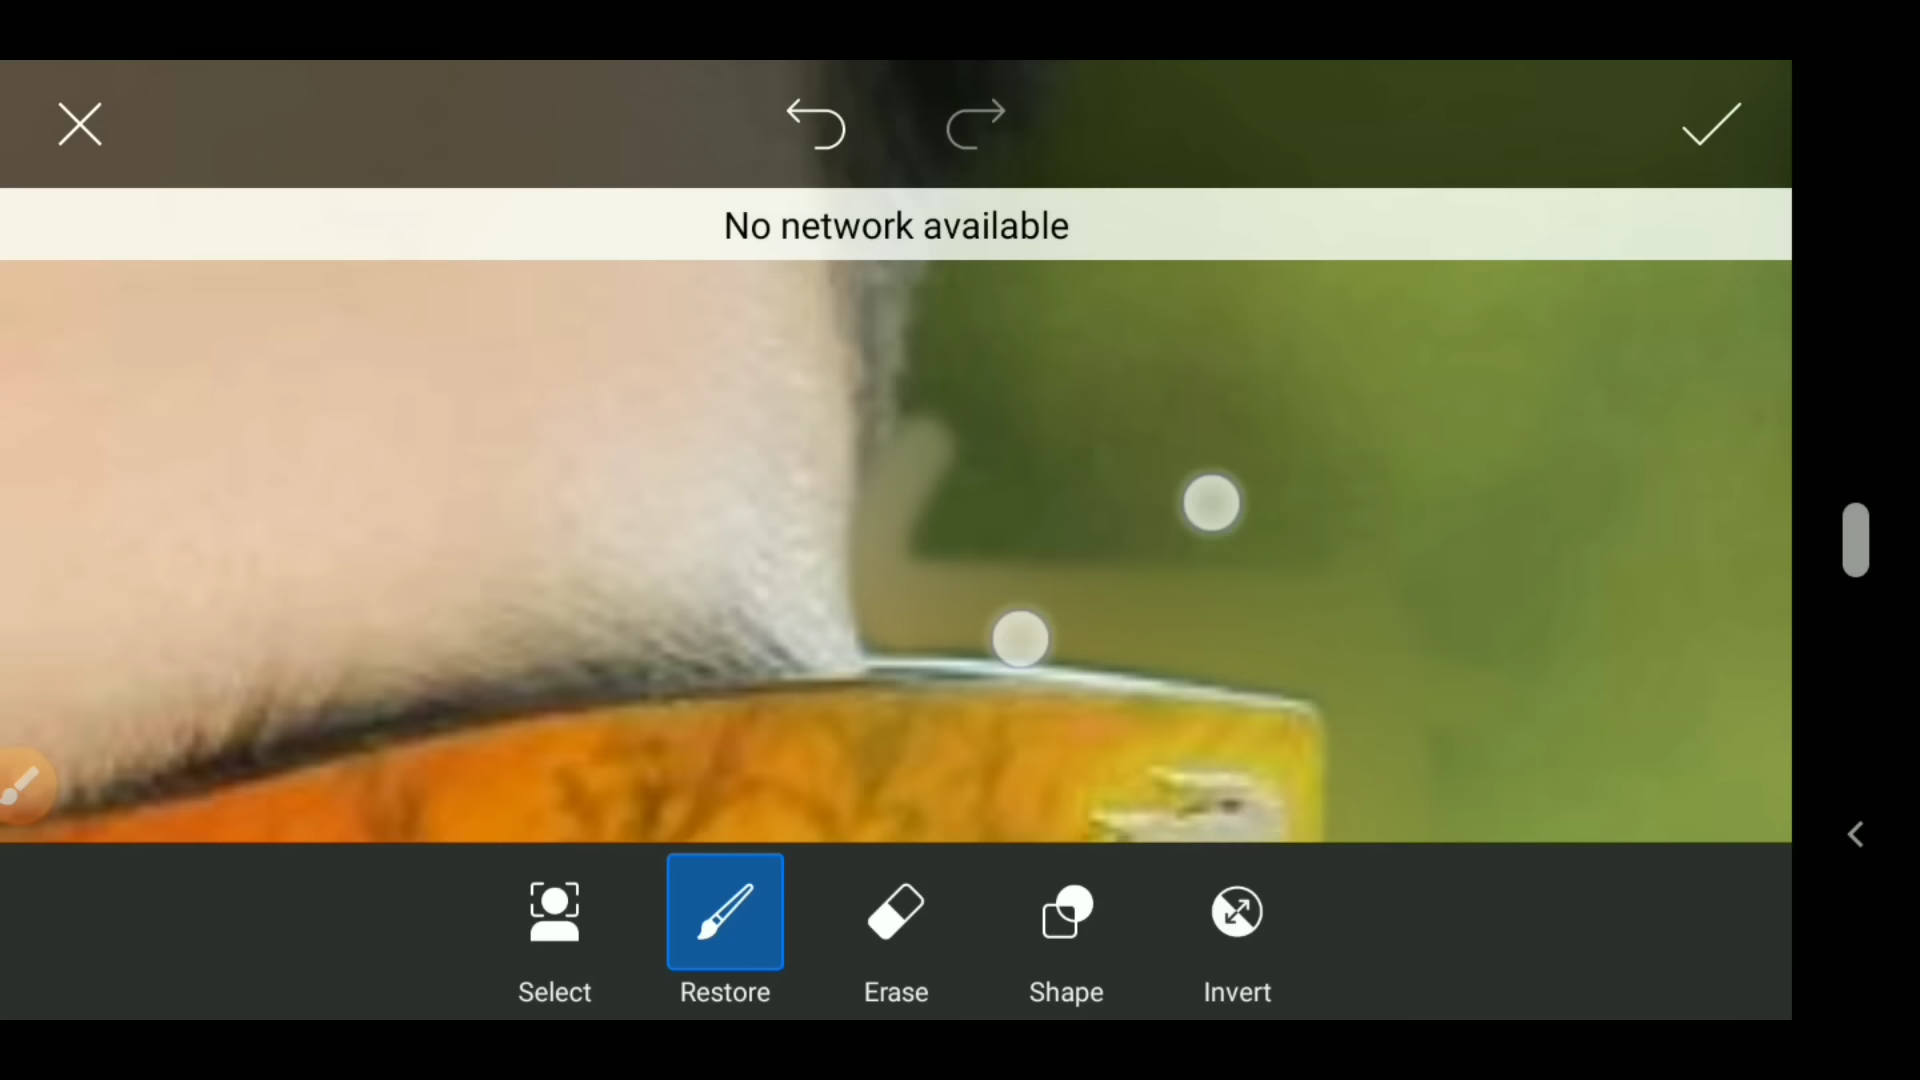 No network available
Select
Restore
Erase
Shape
Invert